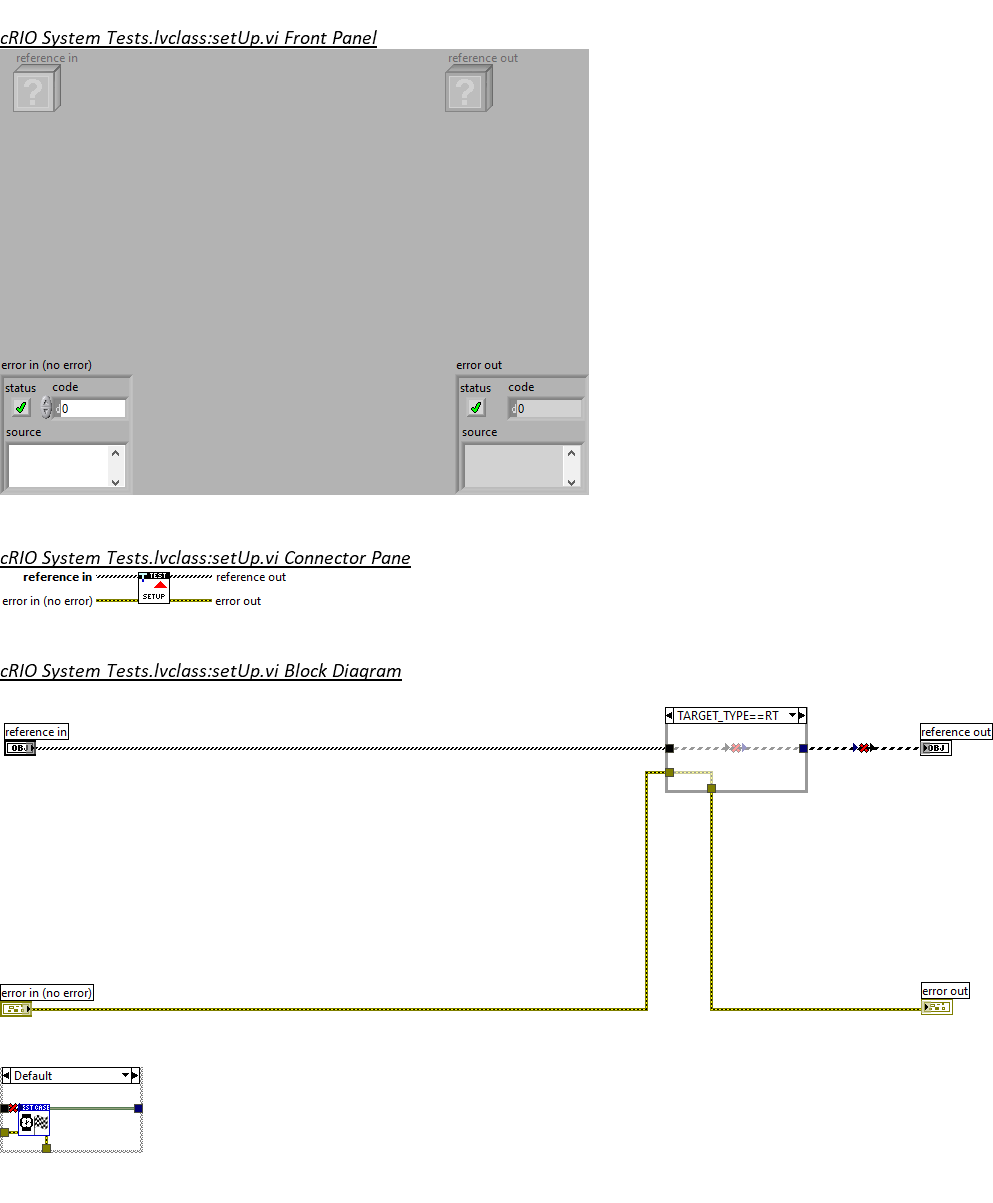 cRIO System Tests.lvclass:setUp.vi Front Panel
reference in
reference out
?
?
error in (no error)
error out
status code
status code
d 0
d 0
source
source
cRIO System Tests.lvclass:setUp.vi Connector Pane
reference in
TEST
reference out
error in (no error)
SETUP
error out
cRIO System Tests.lvclass:setUp.vi Block Diagram
TARGET_TYPE==RT
reference in
reference out
OBJ
OBJ
error in (no error)
error out
Default
EST CASE